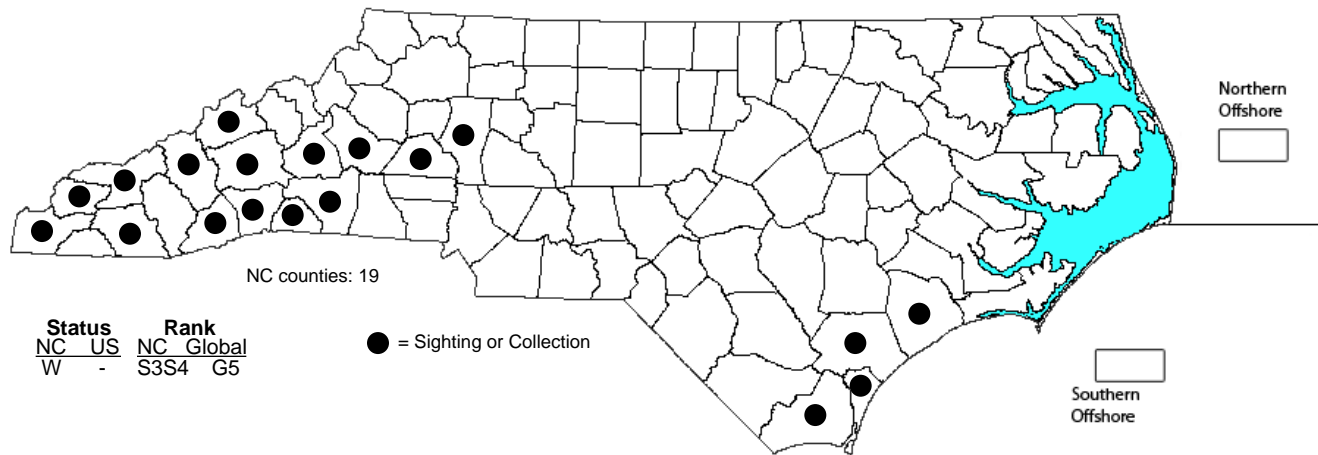 Northern
Offshore
NC counties: 19
Status Rank
NC US NC Global
W - S3S4 G5
= Sighting or Collection
Southern
Offshore